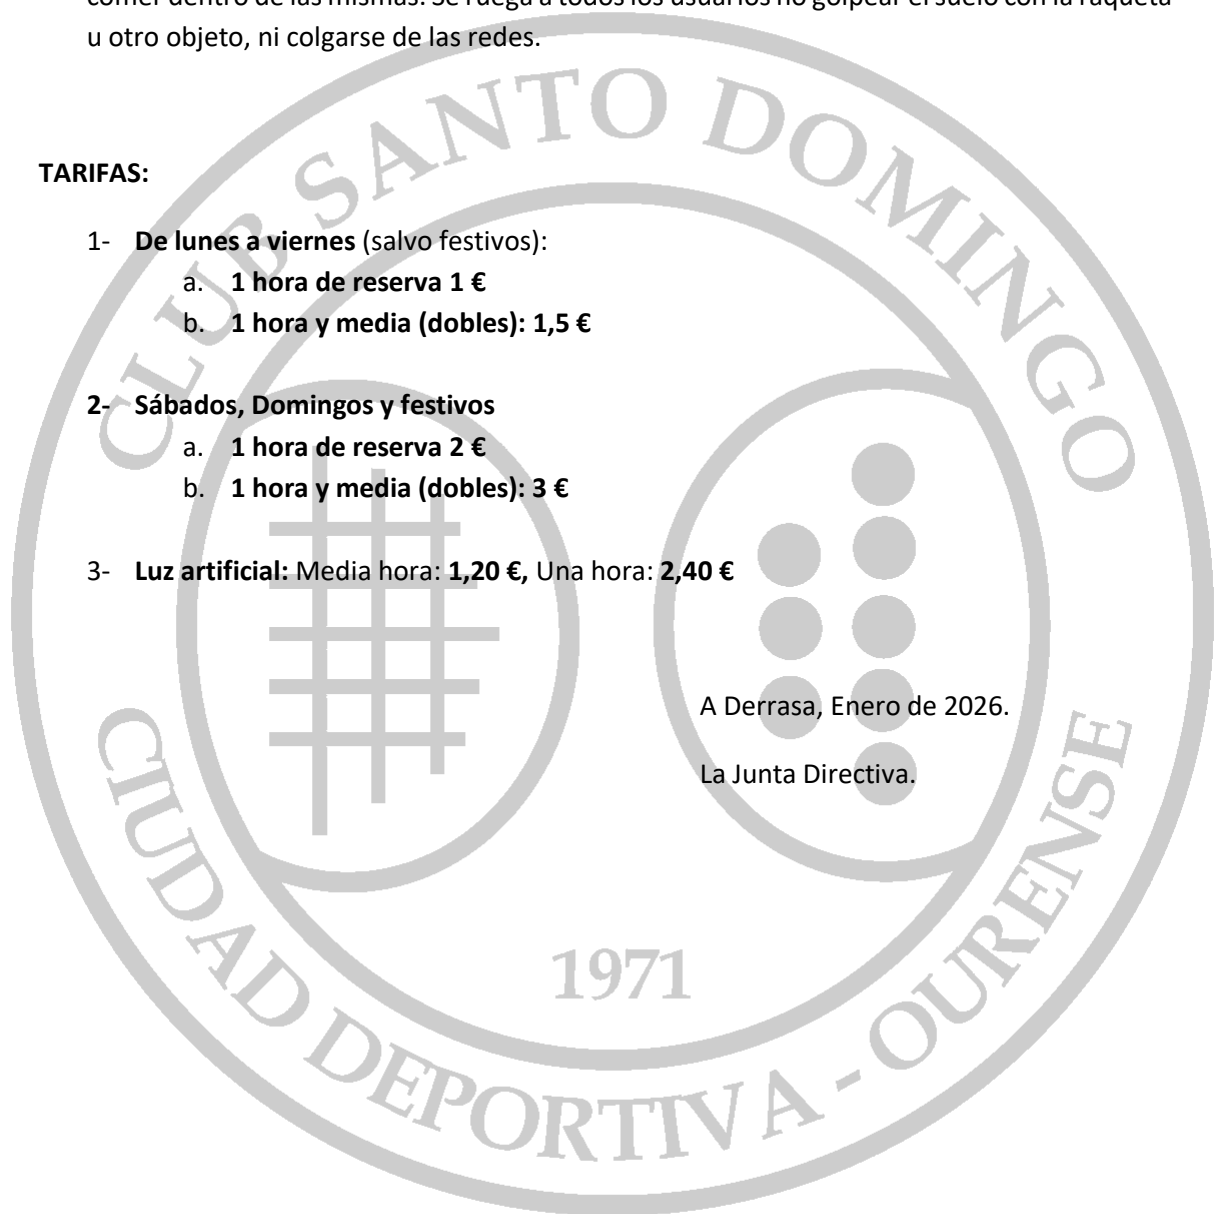 comer dentro de las mismas. Se ruega a todos los usuarios no golpear el suelo con la raqueta
u otro objeto, ni colgarse de las redes.
TARIFAS:
1- De lunes a viernes (salvo festivos):
a. 1 hora de reserva 1 €
b. 1 hora y media (dobles): 1,5 €
2- Sábados, Domingos y festivos
a. 1 hora de reserva 2 €
b. 1 hora y media (dobles): 3 €
3- Luz artificial: Media hora: 1,20 €, Una hora: 2,40 €
A Derrasa, Enero de 2026.
La Junta Directiva.
CLUB SANTO DOMINGO
1971
CIUDAD DEPORTIVA - OURENSE